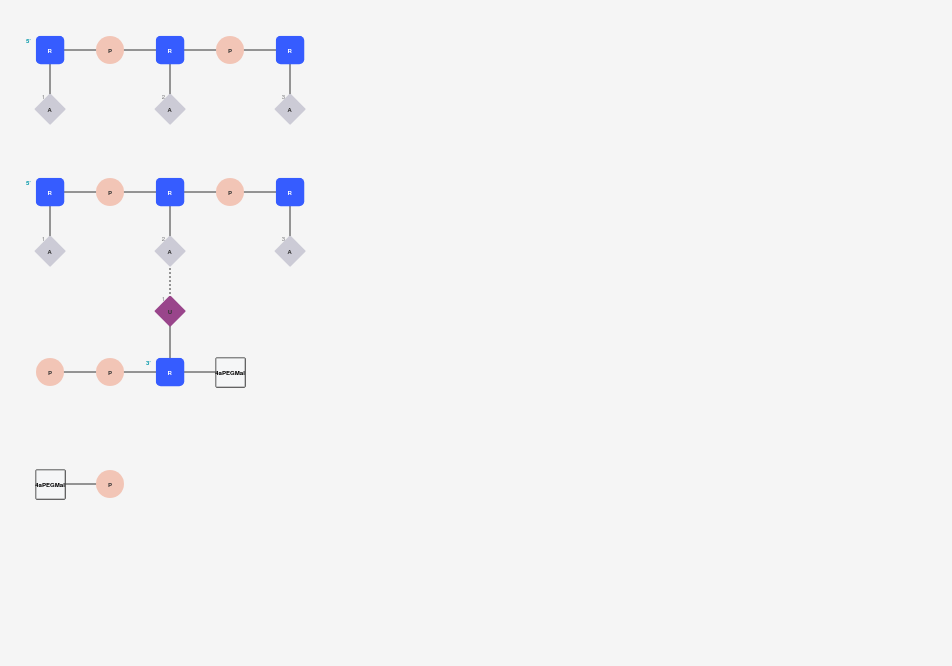 5'
R P R P R
1 2 3
A A A
5'
R P R P R
1 2 3
A A A
1
U
3'
P P R 4aPEGMal
4aPEGMal P